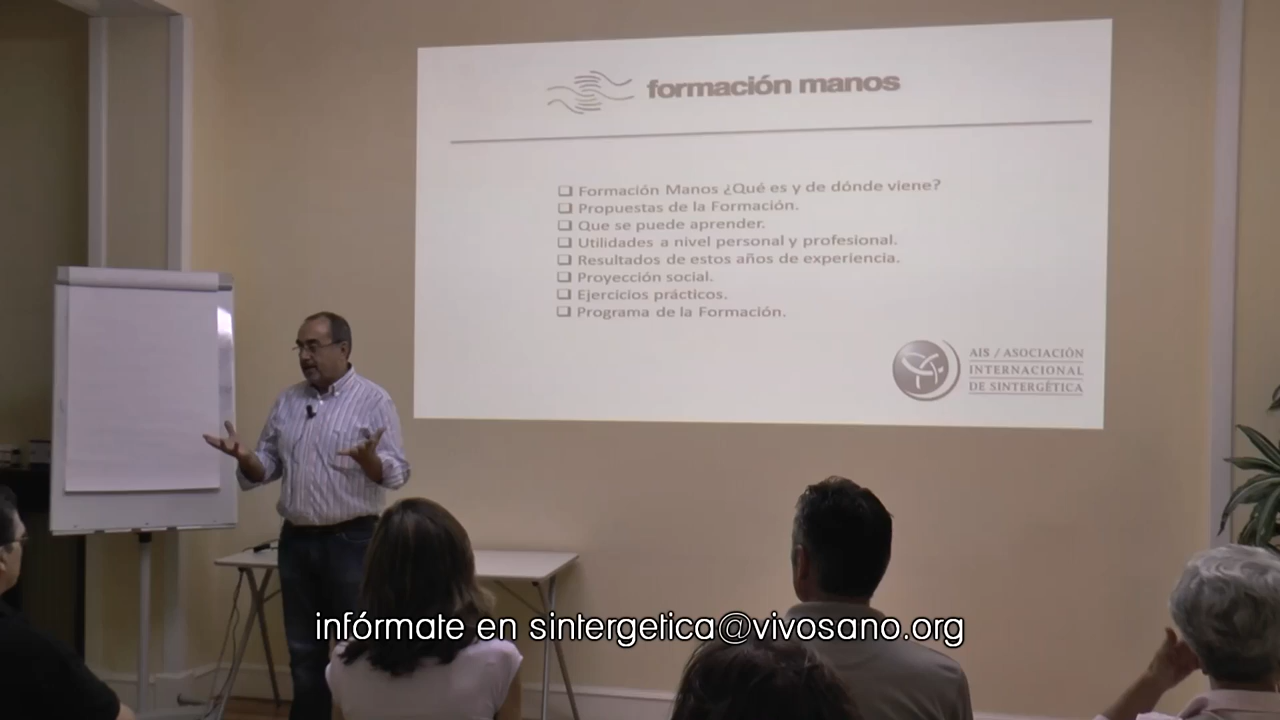 formación manos
❑ Formación Manos ¿Qué es y de dónde viene?
❑ Propuestas de la Formación.
❑ Que se puede aprender.
❑ Utilidades a nivel personal y profesional.
❑ Resultados de estos años de experiencia.
❑ Proyección social.
❑ Ejercicios prácticos.
❑ Programa de la Formación.
AIS / ASOCIACIÓN
INTERNACIONAL
DE SINTERGÉTICA
infórmate en sintergetica@vivosano.org